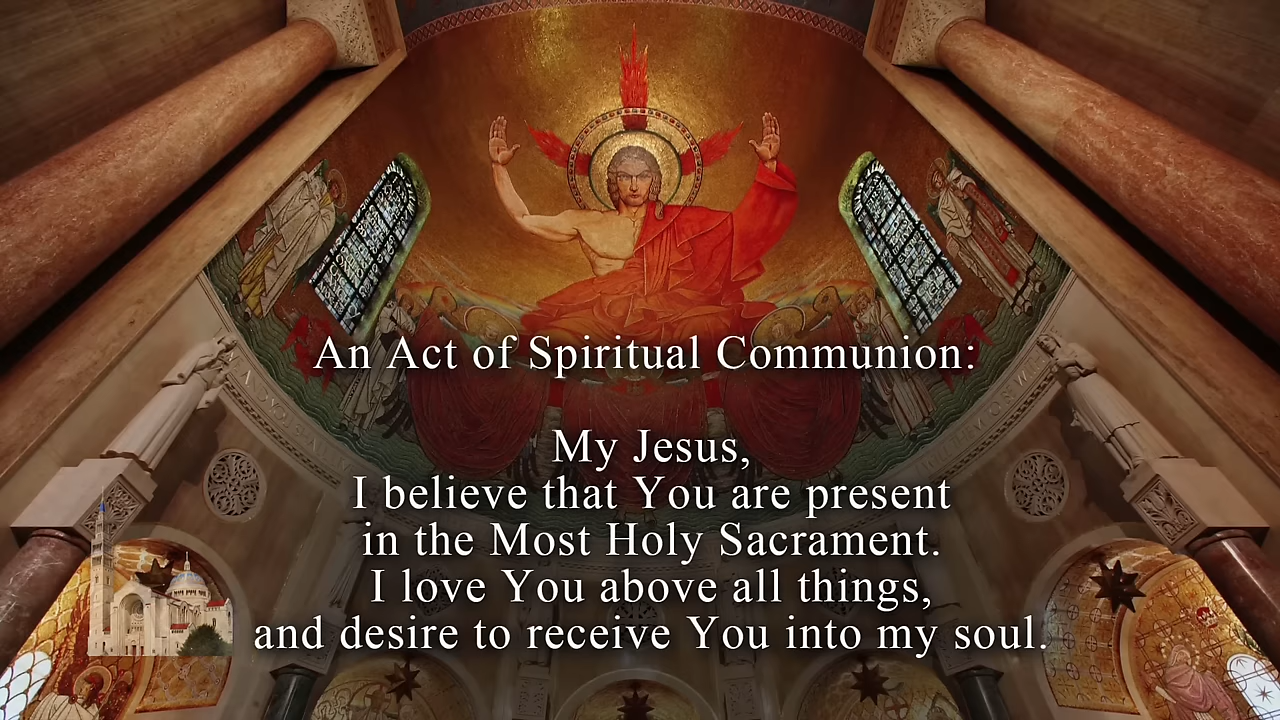 An Act of Spiritual Communion:
My Jesus,
I believe that You are present
in the Most Holy Sacrament.
I love You above all things,
and desire to receive You into my soul.